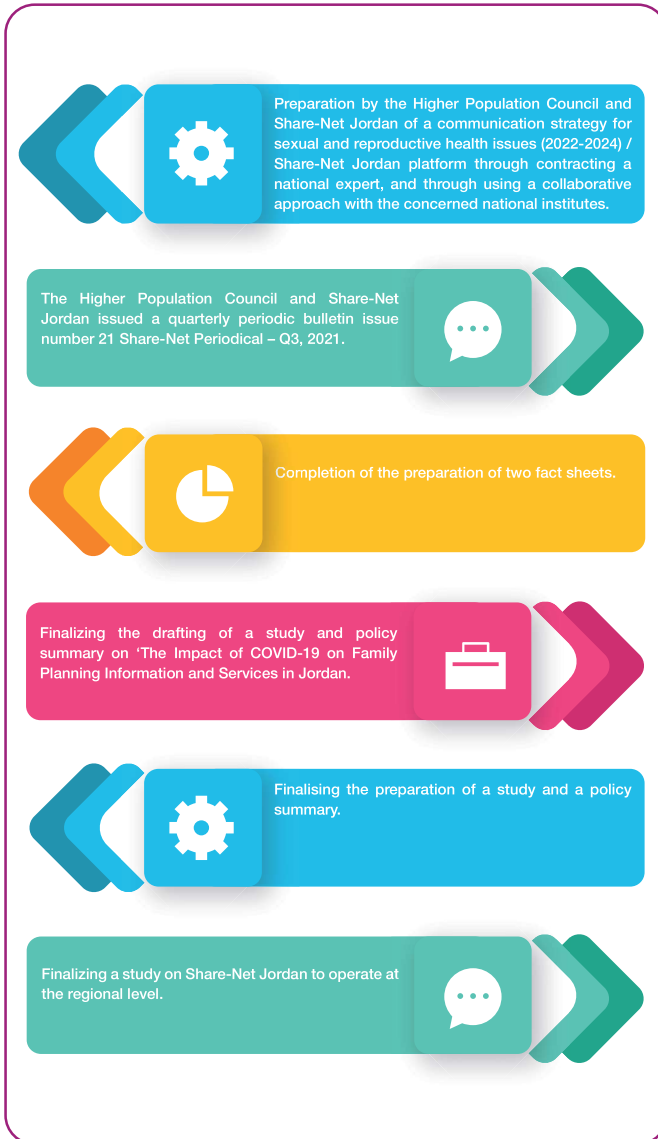 Preparation by the Higher Population Council and
Share-Net Jordan of a communication strategy for
sexual and reproductive health issues (2022-2024) /
Share-Net Jordan platform through contracting a
national expert, and through using a collaborative
approach with the concerned national institutes.
The Higher Population Council and Share-Net
Jordan issued a quarterly periodic bulletin issue
number 21 Share-Net Periodical – Q3, 2021.
Completion of the preparation of two fact sheets.
Finalizing the drafting of a study and policy
summary on ‘The Impact of COVID-19 on Family
Planning Information and Services in Jordan.
Finalising the preparation of a study and a policy
summary.
Finalizing a study on Share-Net Jordan to operate at
the regional level.